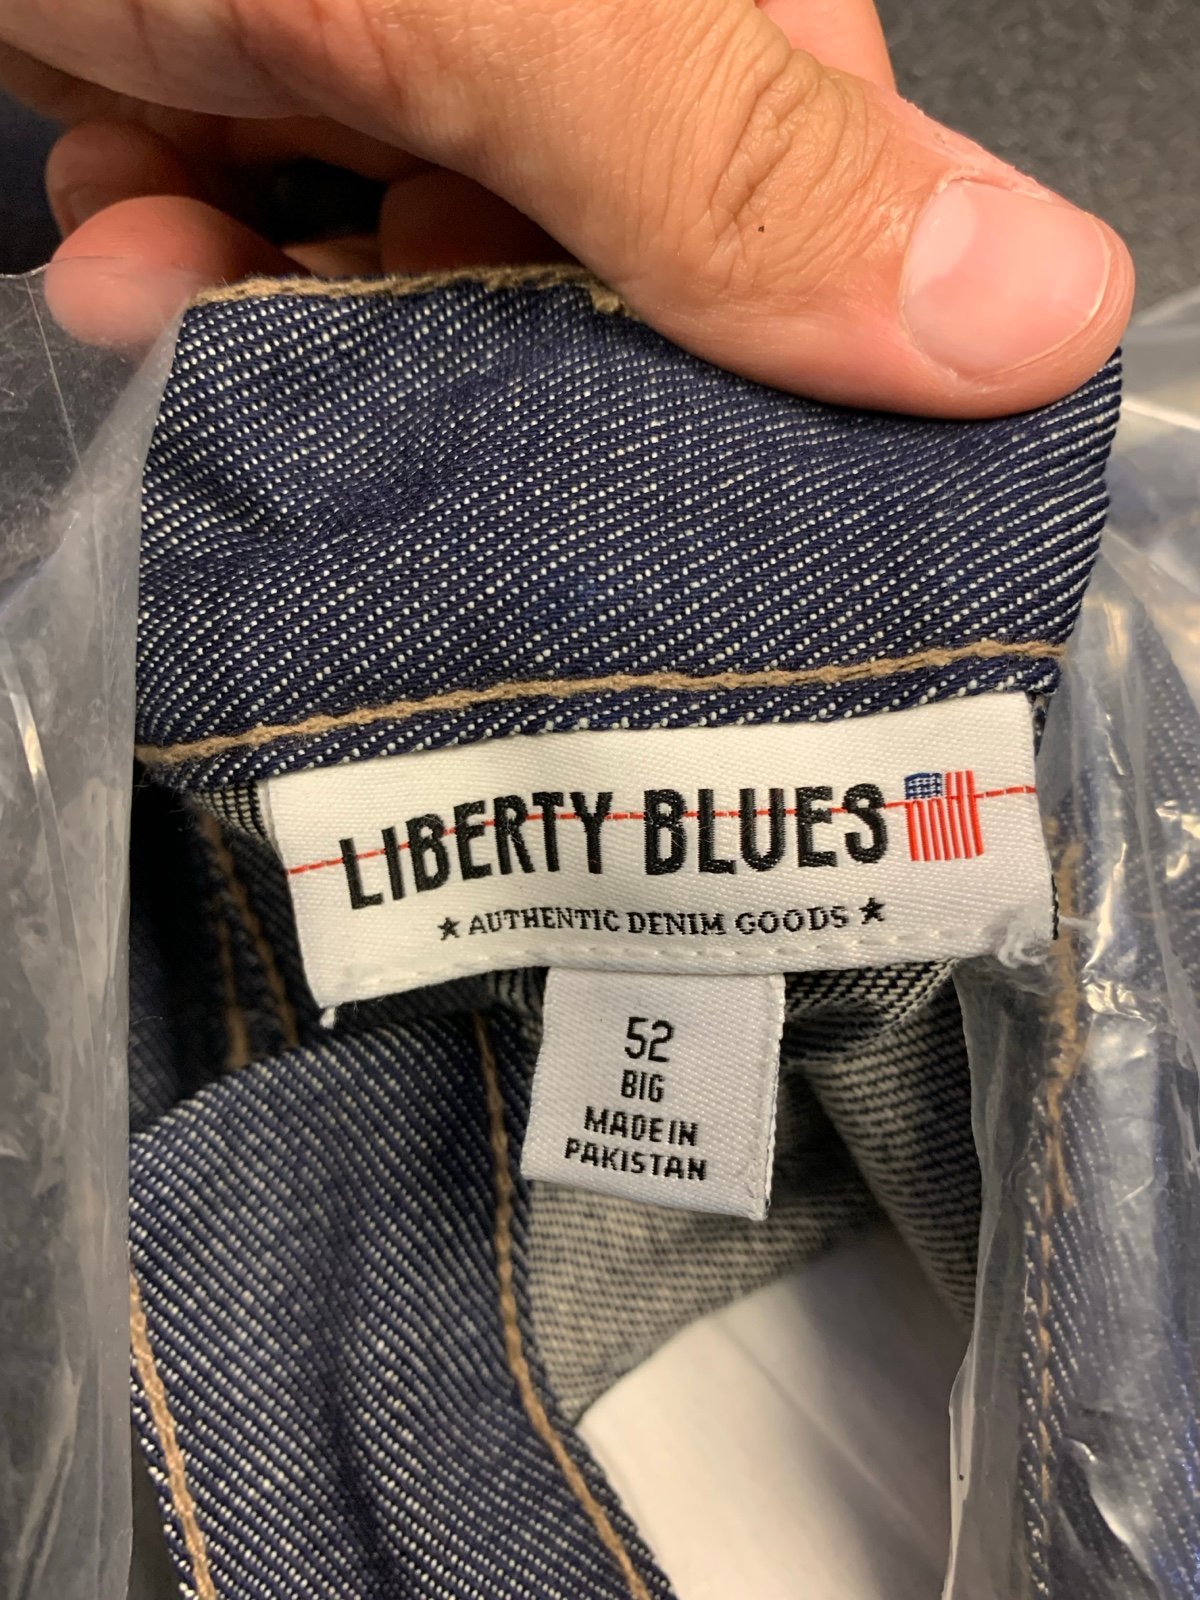 LIBERTY BLUES
★ AUTHENTIC DENIM GOODS ★
52
BIG
MADE IN
PAKISTAN